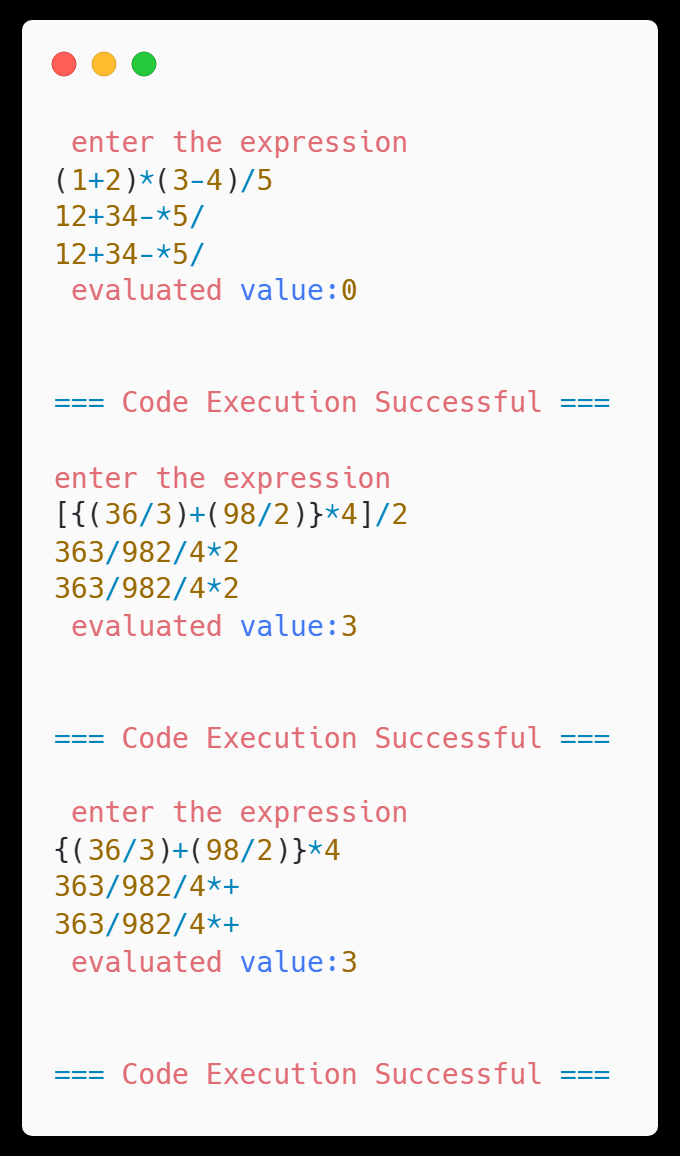 enter the expression
(1+2)*(3-4)/5
12+34-*5/
12+34-*5/
evaluated value:0
=== Code Execution Successful ===
enter the expression
[{(36/3)+(98/2)}*4]/2
363/982/4*2
363/982/4*2
evaluated value:3
=== Code Execution Successful ===
enter the expression
{(36/3)+(98/2)}*4
363/982/4*+
363/982/4*+
evaluated value:3
=== Code Execution Successful ===